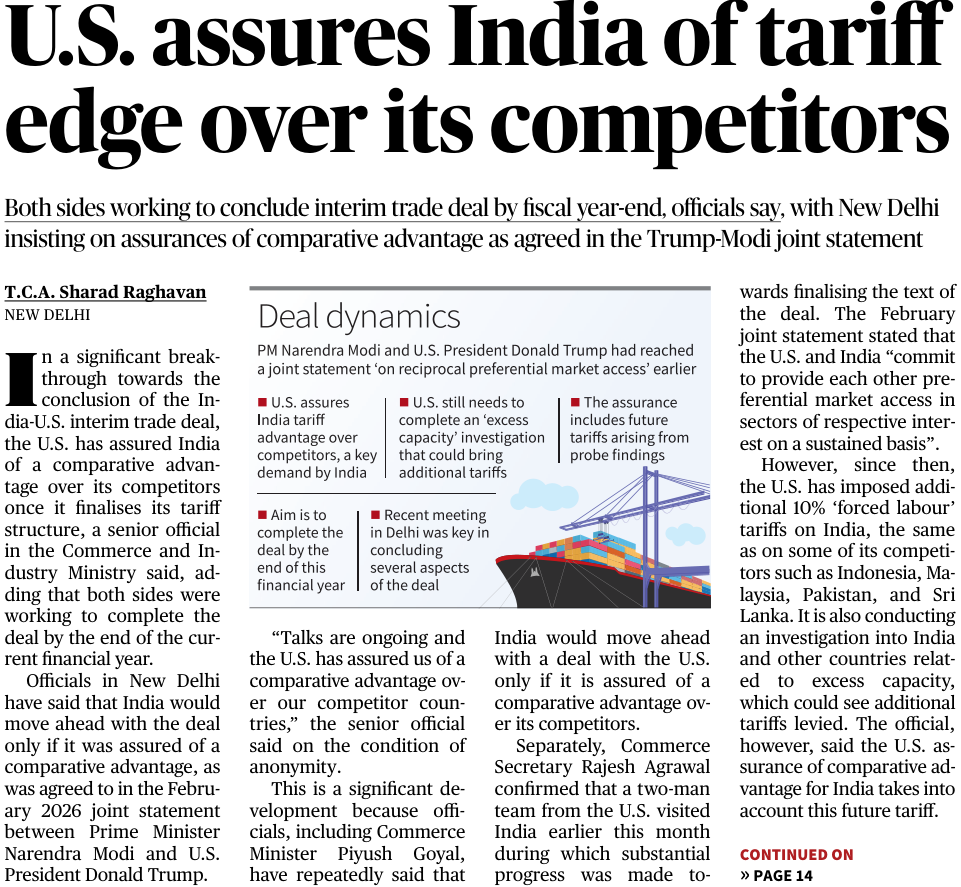 U.S. assures India of tariff
edge over its competitors
Both sides working to conclude interim trade deal by fiscal year-end, officials say, with New Delhi
insisting on assurances of comparative advantage as agreed in the Trump-Modi joint statement
T.C.A. Sharad Raghavan
NEW DELHI
In a significant break-
through towards the
conclusion of the In-
dia-U.S. interim trade deal,
the U.S. has assured India
of a comparative advan-
tage over its competitors
once it finalises its tariff
structure, a senior official
in the Commerce and In-
dustry Ministry said, ad-
ding that both sides were
working to complete the
deal by the end of the cur-
rent financial year.
Officials in New Delhi
have said that India would
move ahead with the deal
only if it was assured of a
comparative advantage, as
was agreed to in the Febru-
ary 2026 joint statement
between Prime Minister
Narendra Modi and U.S.
President Donald Trump.
Deal dynamics
PM Narendra Modi and U.S. President Donald Trump had reached
a joint statement ‘on reciprocal preferential market access’ earlier
■ U.S. assures
India tariff
advantage over
competitors, a key
demand by India
■ U.S. still needs to
complete an ‘excess
capacity’ investigation
that could bring
additional tariffs
■ The assurance
includes future
tariffs arising from
probe findings
■ Aim is to
complete the
deal by the
end of this
financial year
■ Recent meeting
in Delhi was key in
concluding
several aspects
of the deal
“Talks are ongoing and
the U.S. has assured us of a
comparative advantage ov-
er our competitor coun-
tries,” the senior official
said on the condition of
anonymity.
This is a significant de-
velopment because offi-
cials, including Commerce
Minister Piyush Goyal,
have repeatedly said that
India would move ahead
with a deal with the U.S.
only if it is assured of a
comparative advantage ov-
er its competitors.
Separately, Commerce
Secretary Rajesh Agrawal
confirmed that a two-man
team from the U.S. visited
India earlier this month
during which substantial
progress was made to-
wards finalising the text of
the deal. The February
joint statement stated that
the U.S. and India “commit
to provide each other pre-
ferential market access in
sectors of respective inter-
est on a sustained basis”.
However, since then,
the U.S. has imposed addi-
tional 10% ‘forced labour’
tariffs on India, the same
as on some of its competi-
tors such as Indonesia, Ma-
laysia, Pakistan, and Sri
Lanka. It is also conducting
an investigation into India
and other countries relat-
ed to excess capacity,
which could see additional
tariffs levied. The official,
however, said the U.S. as-
surance of comparative ad-
vantage for India takes into
account this future tariff.
CONTINUED ON
» PAGE 14